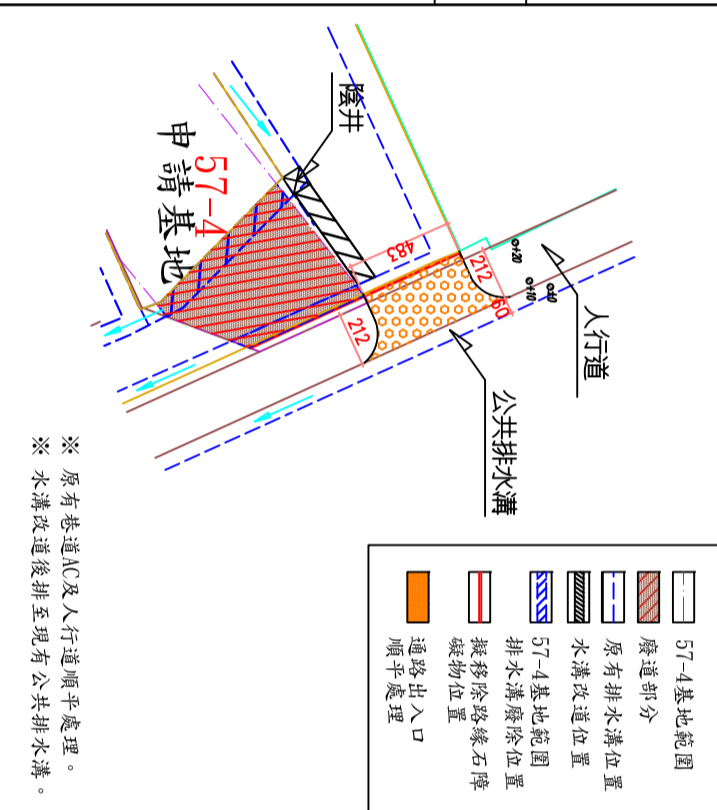 陰井
57-4
申請基地
483
212
60
212
⊕+20
⊕+10
⊕±0
人行道
公共排水溝
57-4基地範圍
廢道部分
原有排水溝位置
水溝改道位置
57-4基地範圍
排水溝廢除位置
擬移除路緣石障
礙物位置
通路出入口
順平處理
※ 原有巷道AC及人行道順平處理。
※ 水溝改道後排至現有公共排水溝。